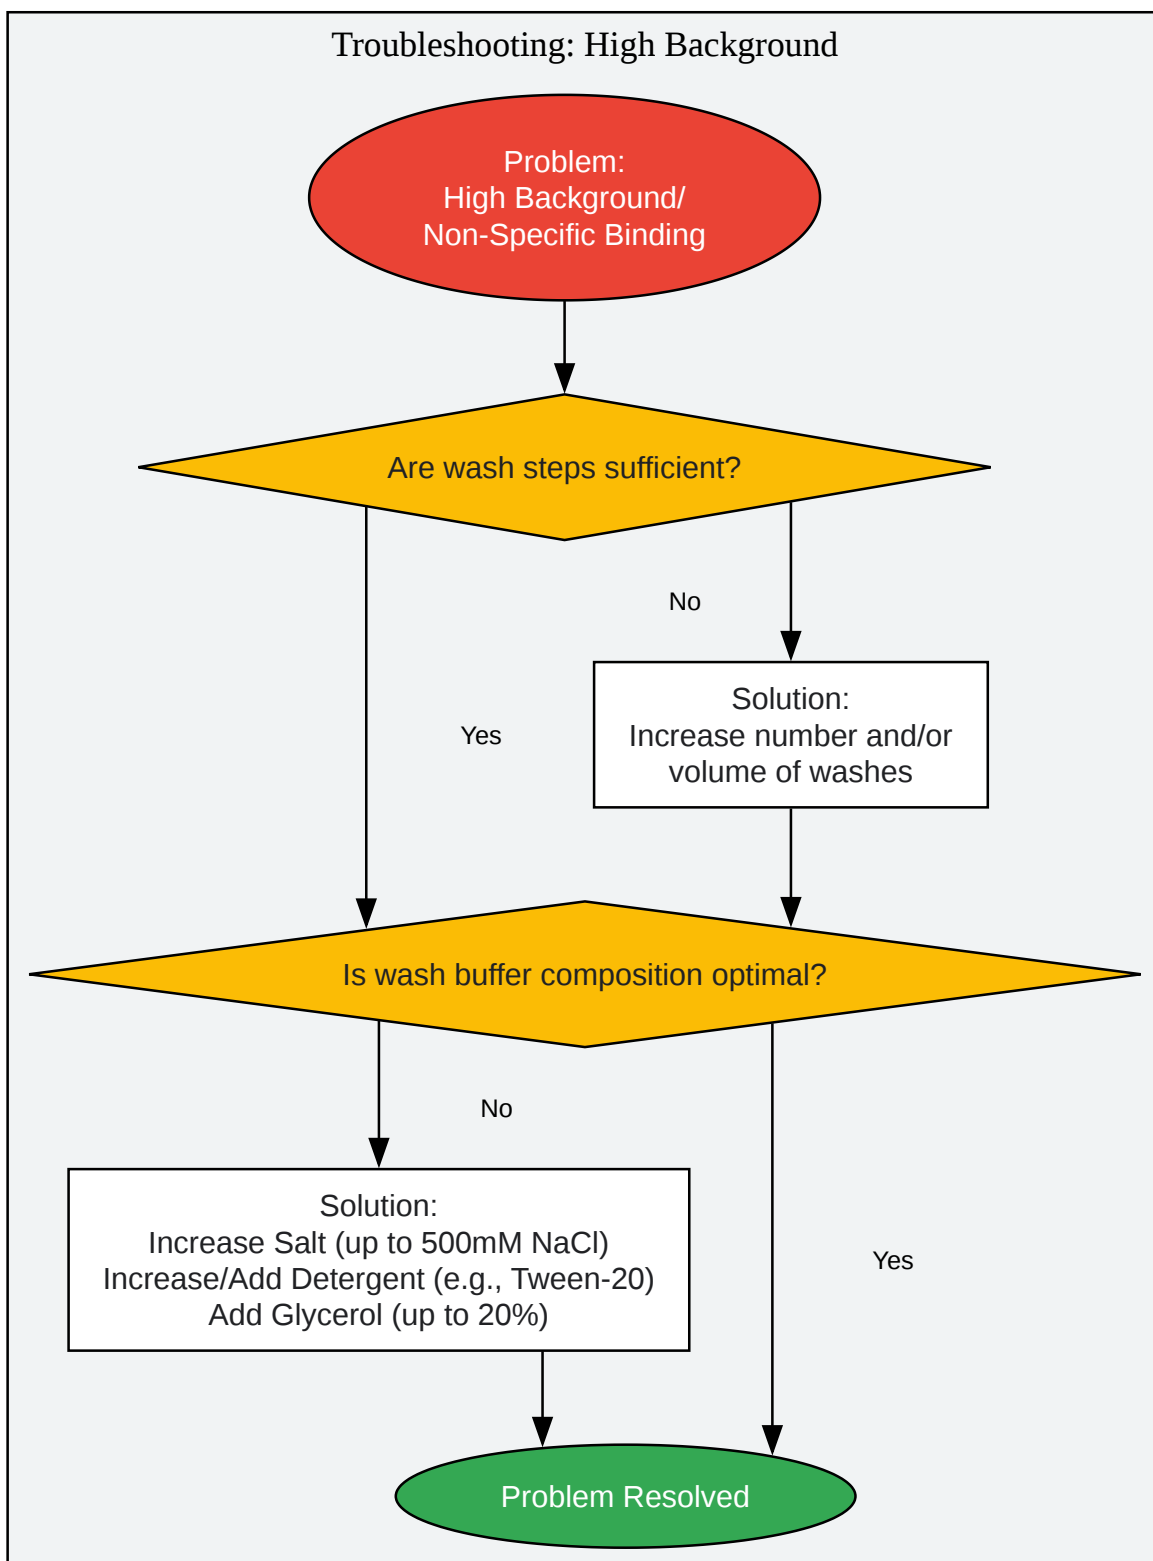 Troubleshooting: High Background
Problem:
High Background/
Non-Specific Binding
Are wash steps sufficient?
No
Solution:
Increase number and/or
volume of washes
Yes
Is wash buffer composition optimal?
No
Solution:
Increase Salt (up to 500mM NaCl)
Increase/Add Detergent (e.g., Tween-20)
Add Glycerol (up to 20%)
Yes
Problem Resolved